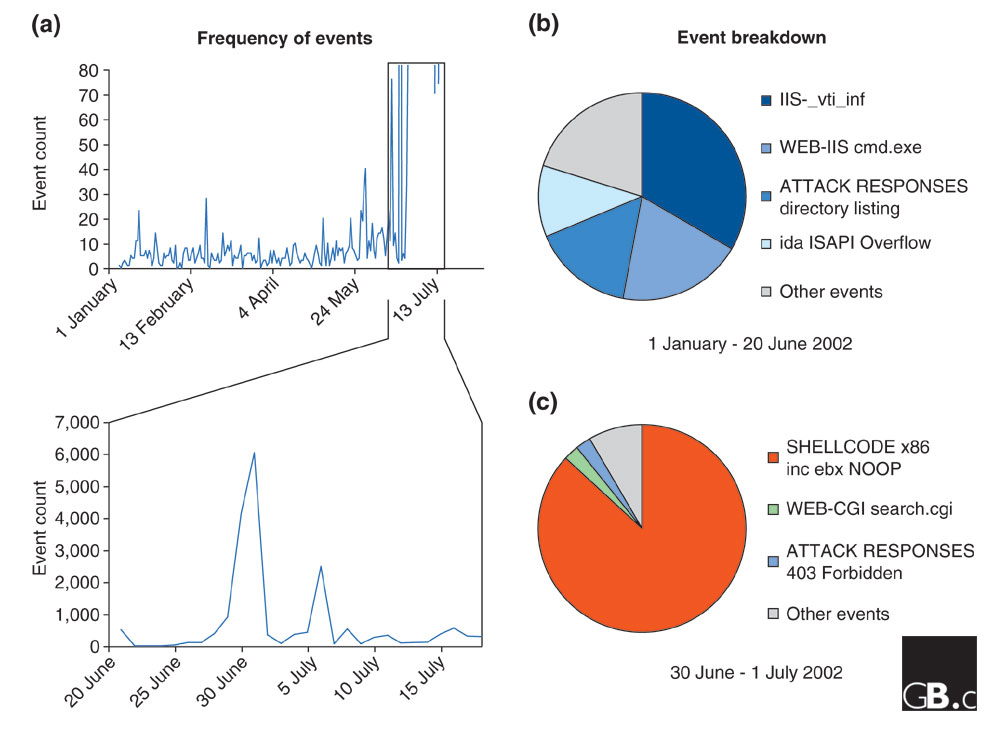 (a)
Frequency of events
Event count
80
70
60
50
40
30
20
10
0
1 January
13 February
4 April
24 May
13 July
Event count
7,000
6,000
5,000
4,000
3,000
2,000
1,000
0
20 June
25 June
30 June
5 July
10 July
15 July
(b)
Event breakdown
IIS-_vti_inf
WEB-IIS cmd.exe
ATTACK RESPONSES
directory listing
ida ISAPI Overflow
Other events
1 January - 20 June 2002
(c)
SHELLCODE x86
inc ebx NOOP
WEB-CGI search.cgi
ATTACK RESPONSES
403 Forbidden
Other events
30 June - 1 July 2002
GB.c